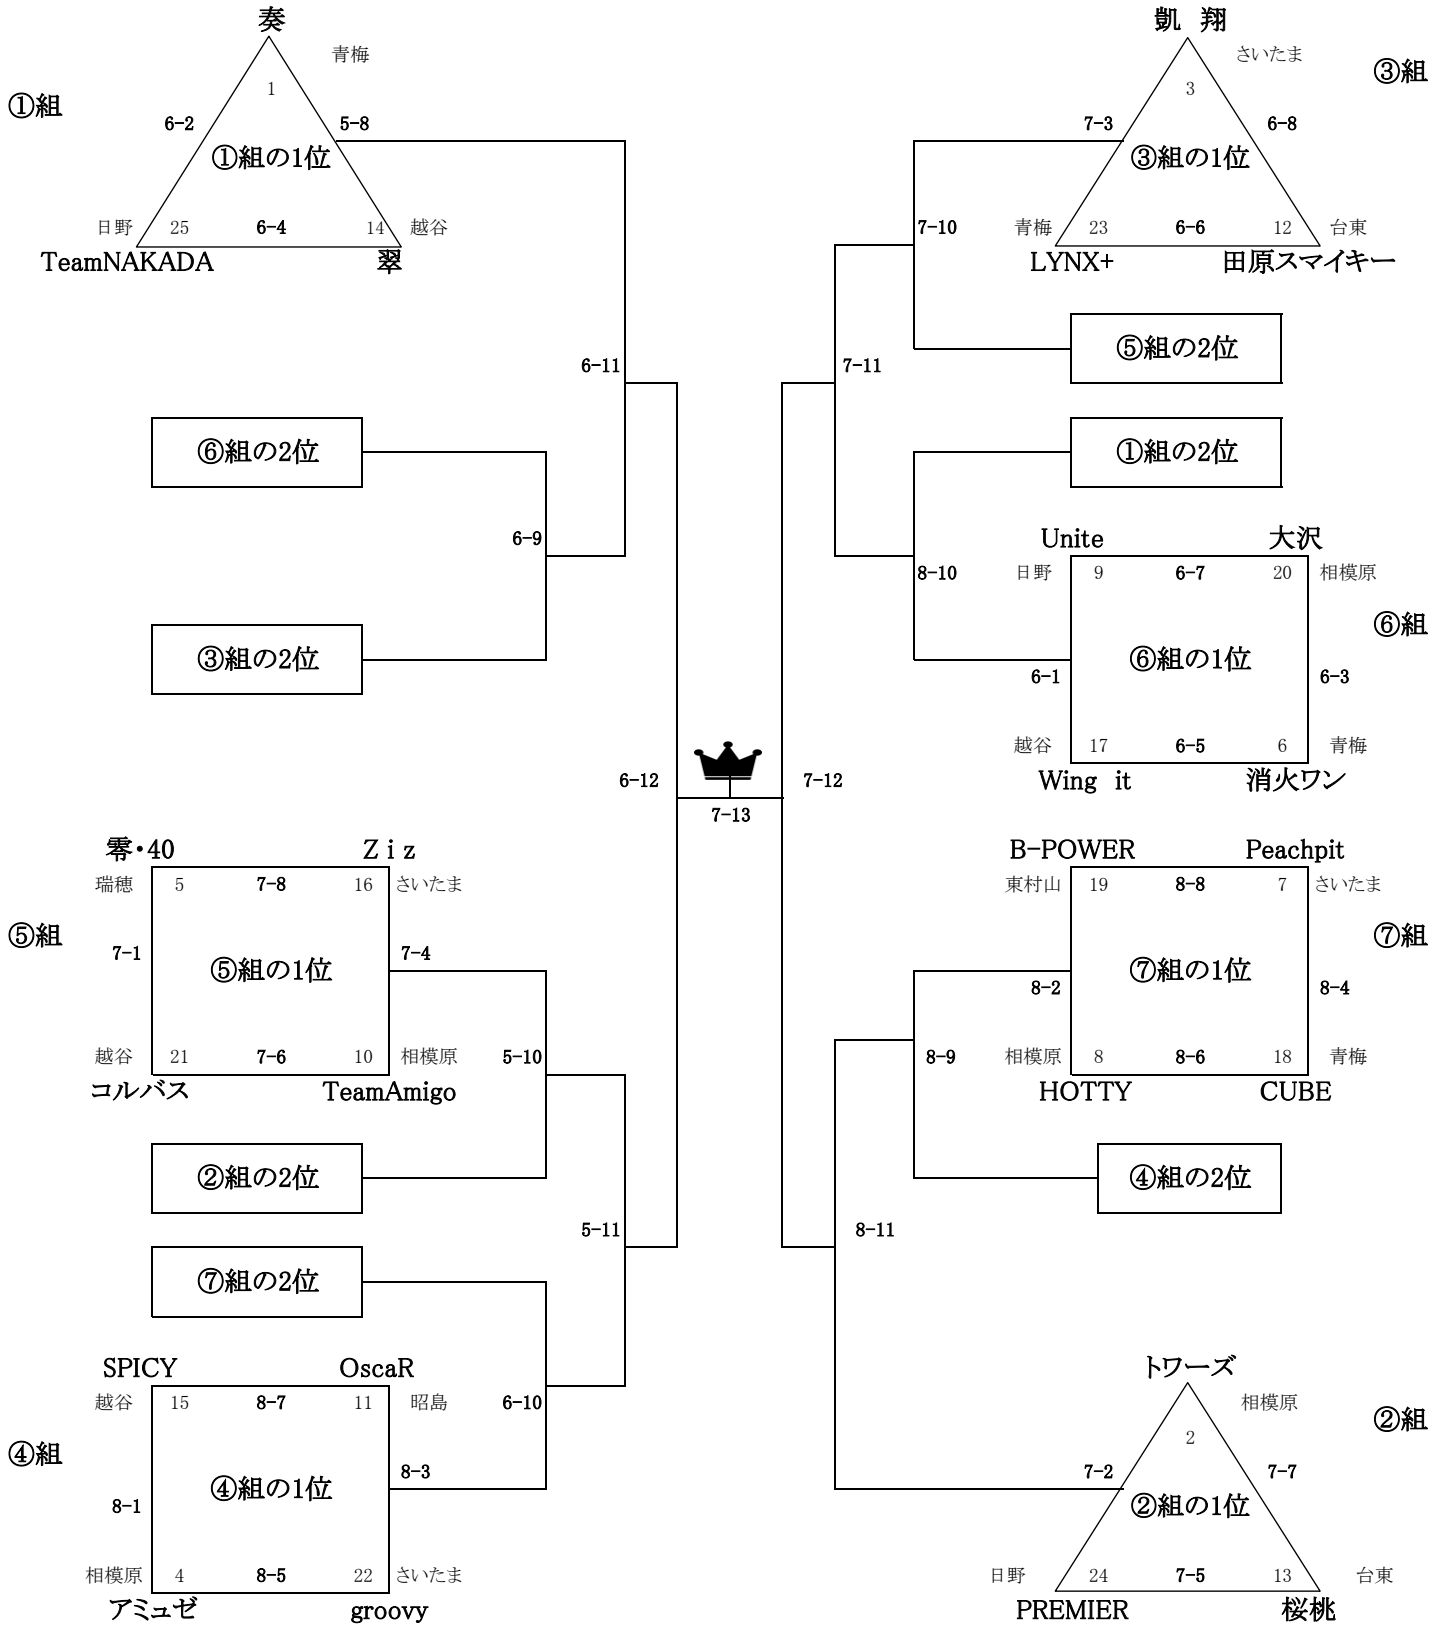 奏
青梅
1
①組
6-2
5-8
①組の1位
日野
25
6-4
14
越谷
TeamNAKADA
翠
6-11
⑥組の2位
6-9
③組の2位
6-12
零・40
Z i z
瑞穂
5
7-8
16
さいたま
⑤組
7-1
7-4
⑤組の1位
越谷
21
7-6
10
相模原
5-10
コルバス
TeamAmigo
②組の2位
5-11
⑦組の2位
SPICY
OscaR
越谷
15
8-7
11
昭島
6-10
④組
8-3
④組の1位
8-1
相模原
4
8-5
22
さいたま
アミュゼ
groovy
7-13
凱 翔
さいたま
③組
3
7-3
6-8
③組の1位
7-10
青梅
23
6-6
12
台東
LYNX+
田原スマイキー
⑤組の2位
7-11
①組の2位
Unite
大沢
8-10
日野
9
6-7
20
相模原
⑥組
⑥組の1位
6-1
6-3
越谷
17
6-5
6
青梅
Wing it
消火ワン
7-12
B-POWER
Peachpit
東村山
19
8-8
7
さいたま
⑦組
⑦組の1位
8-2
8-4
8-9
相模原
8
8-6
18
青梅
HOTTY
CUBE
④組の2位
8-11
トワーズ
相模原
②組
2
7-2
7-7
②組の1位
日野
24
7-5
13
台東
PREMIER
桜桃